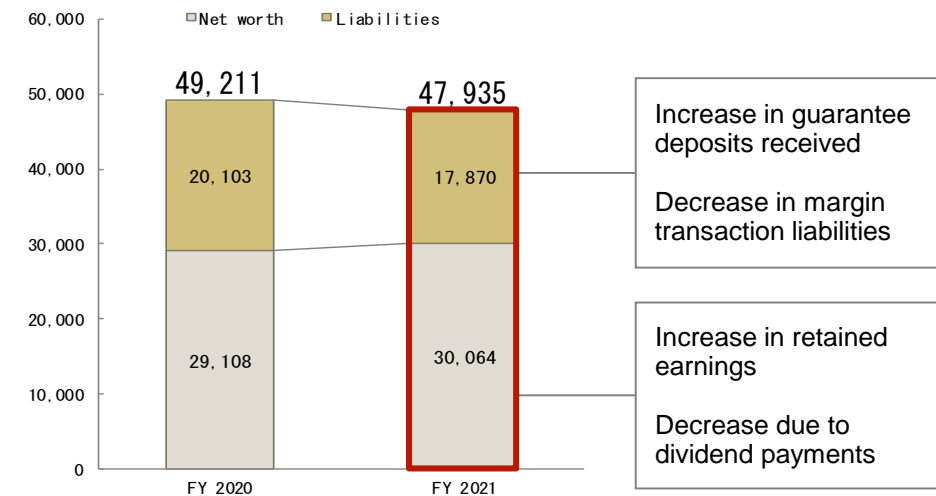 60,000
Net worth
Liabilities
49,211
47,935
50,000
40,000
30,000
20,000
10,000
0
20,103
17,870
29,108
30,064
FY 2020
FY 2021
Increase in guarantee
deposits received
Decrease in margin
transaction liabilities
Increase in retained
earnings
Decrease due to
dividend payments